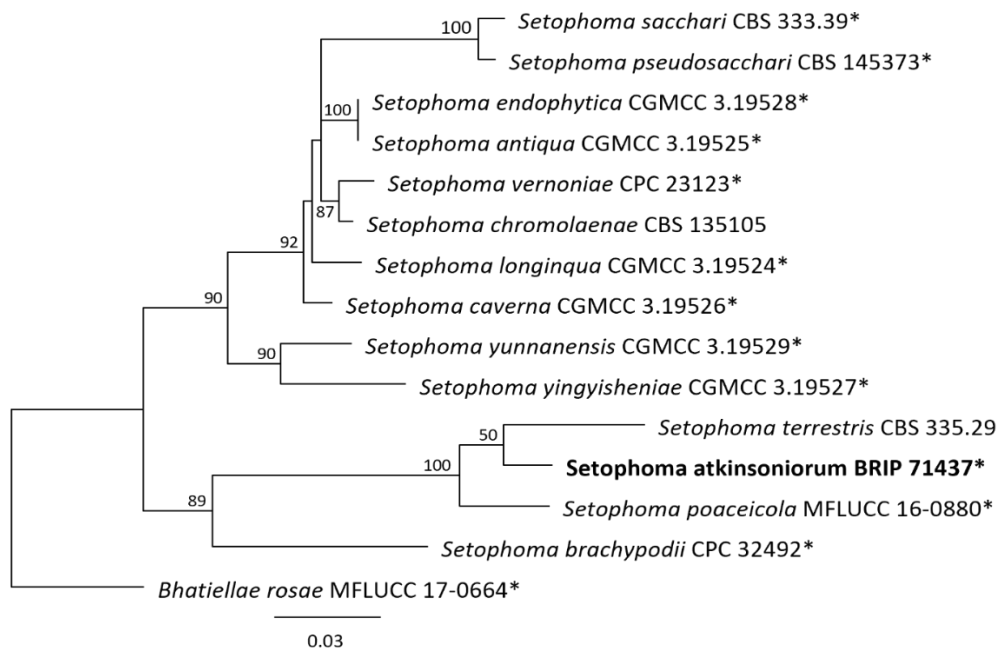 100
Setophoma sacchari CBS 333.39*
Setophoma pseudosacchari CBS 145373*
100
Setophoma endophytica CGMCC 3.19528*
Setophoma antiqua CGMCC 3.19525*
Setophoma vernoniae CPC 23123*
87
Setophoma chromolaenae CBS 135105
92
Setophoma longinqua CGMCC 3.19524*
90
Setophoma caverna CGMCC 3.19526*
Setophoma yunnanensis CGMCC 3.19529*
90
Setophoma yingyisheniae CGMCC 3.19527*
Setophoma terrestris CBS 335.29
50
Setophoma atkinsoniorum BRIP 71437*
100
Setophoma poaceicola MFLUCC 16-0880*
89
Setophoma brachypodii CPC 32492*
Bhatiellae rosae MFLUCC 17-0664*
0.03